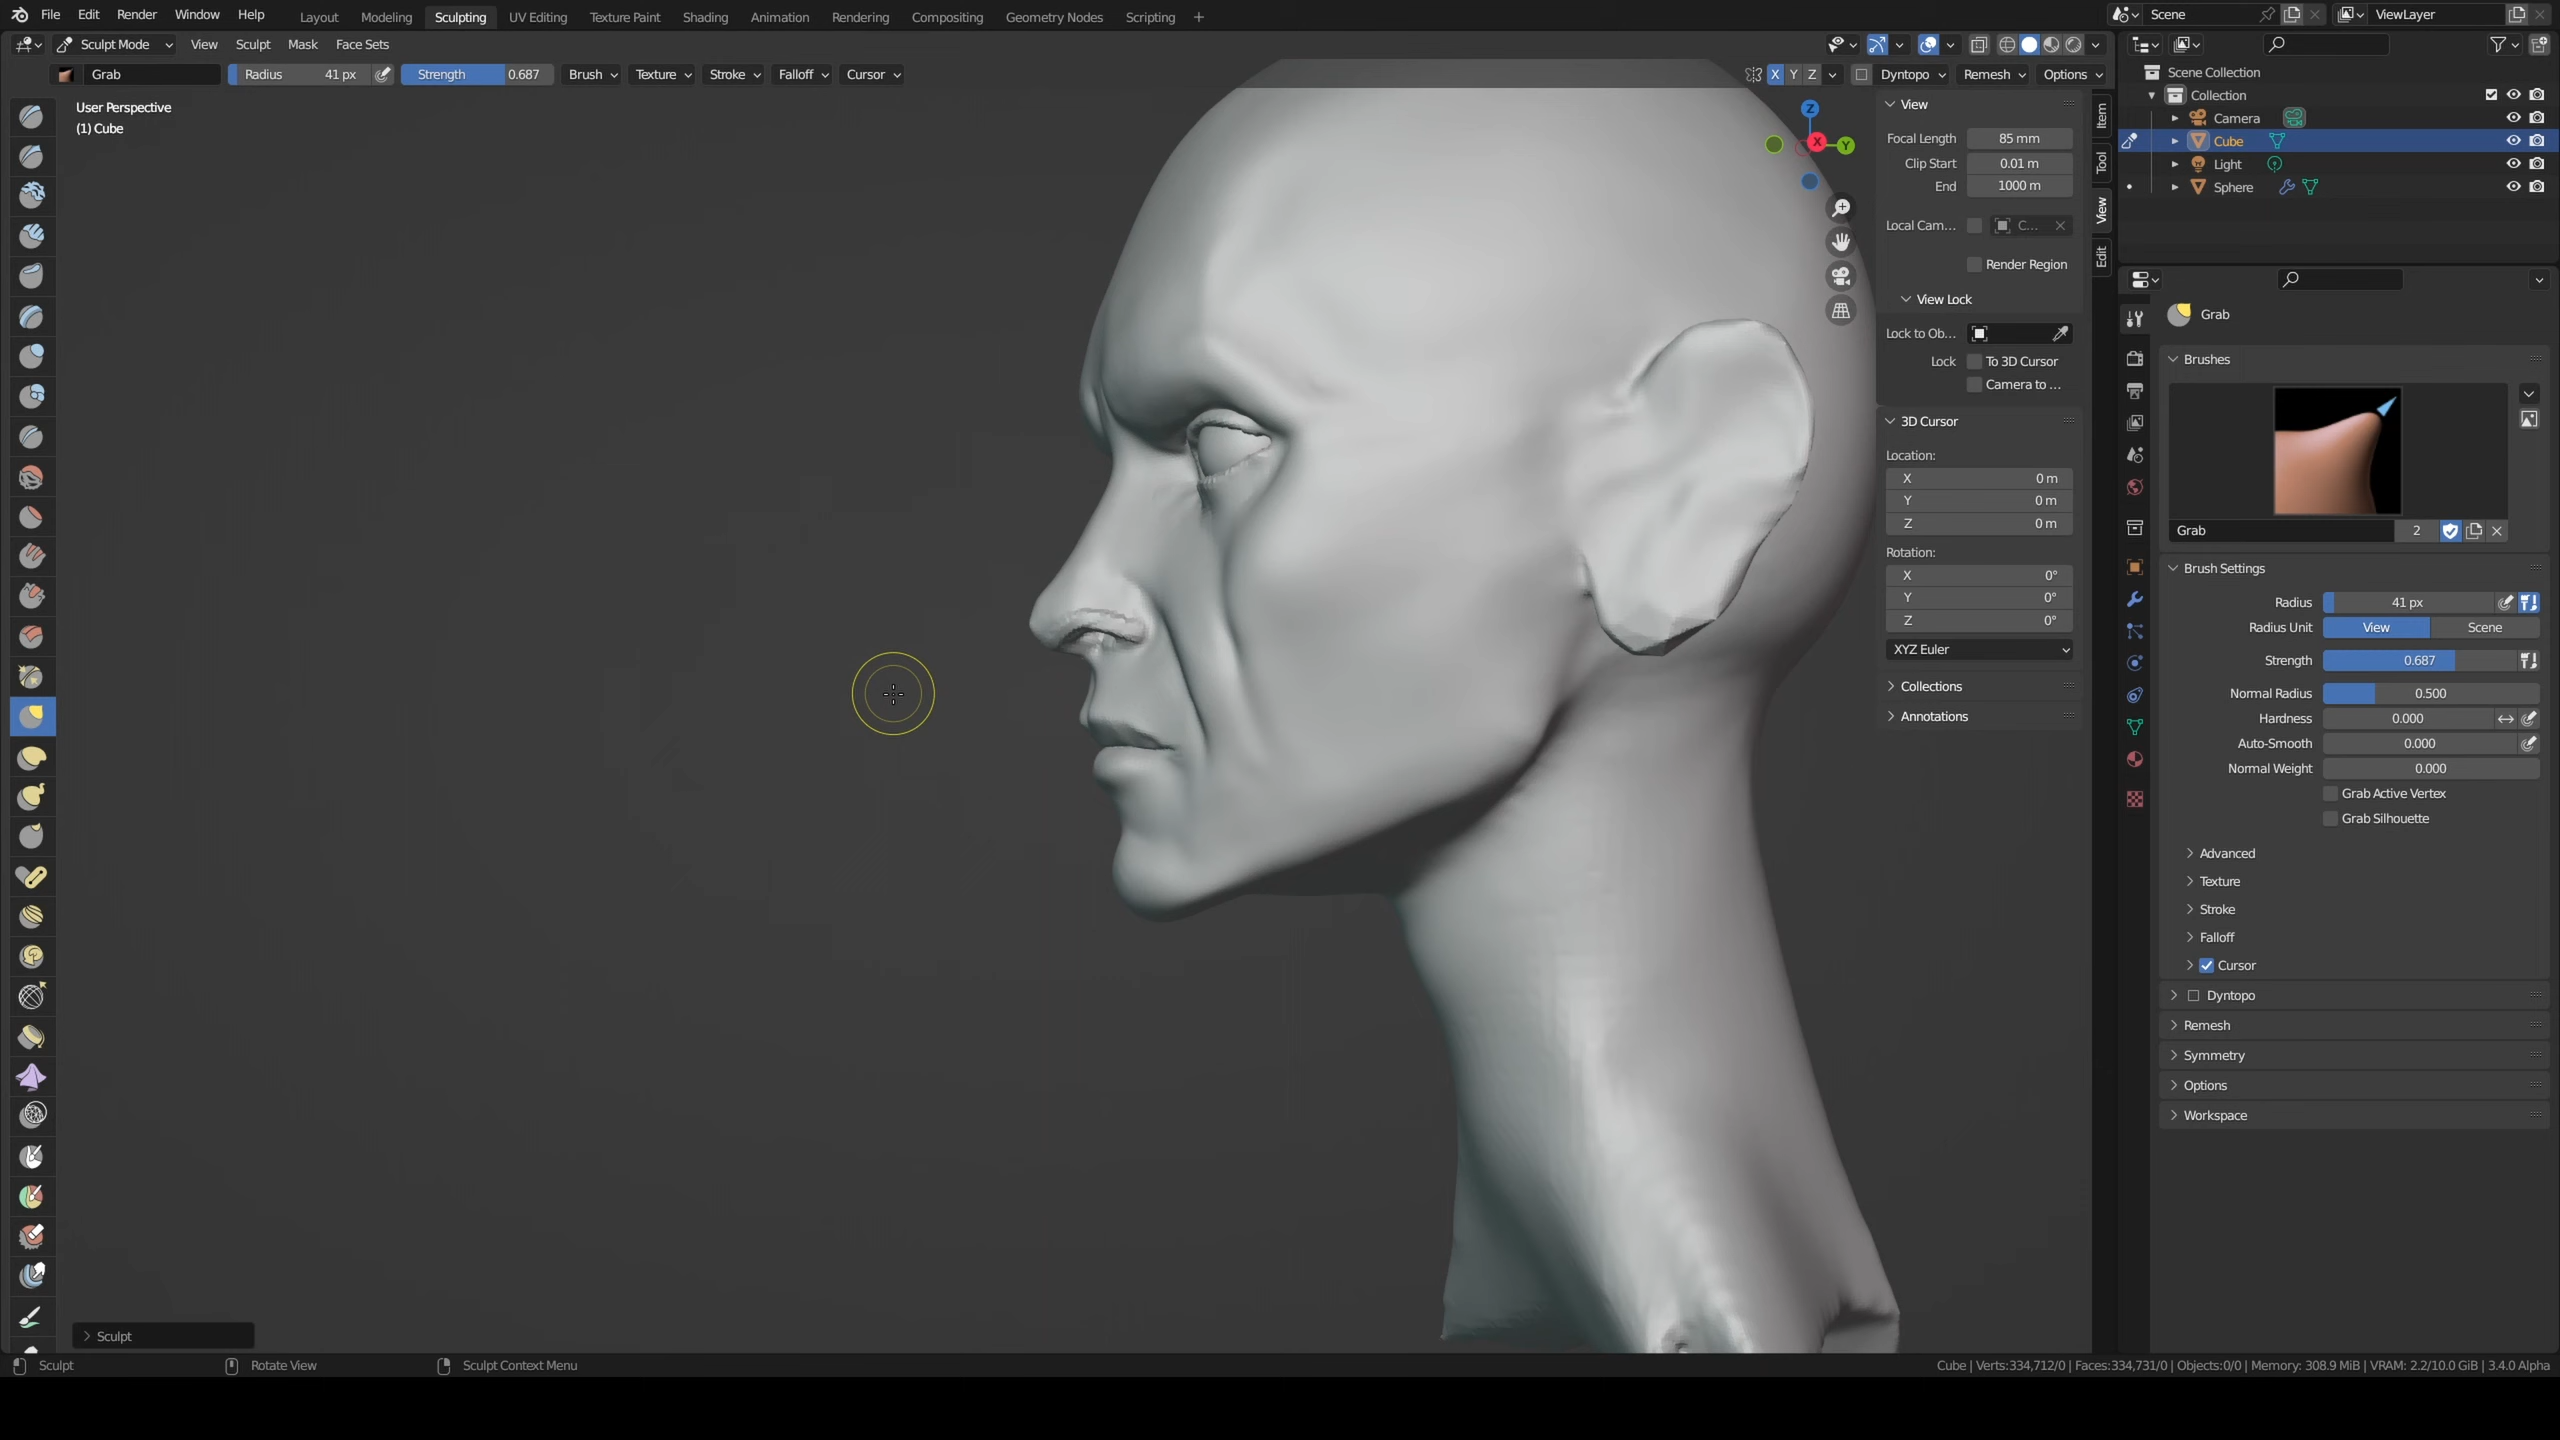 File Edit Render Window Help Layout Modeling Sculpting UV Editing Texture Paint Shading Animation Rendering Compositing Geometry Nodes Scripting + Scene ViewLayer
Sculpt Mode View Sculpt Mask Face Sets
Grab Radius 41 px Strength 0.687 Brush Texture Stroke Falloff Cursor X Y Z Dyntopo Remesh Options
User Perspective
(1) Cube
Z
X
Y
View
Focal Length 85 mm
Clip Start 0.01 m
End 1000 m
Local Cam... C...
Render Region
View Lock
Lock to Ob...
Lock To 3D Cursor
Camera to ...
3D Cursor
Location:
X 0 m
Y 0 m
Z 0 m
Rotation:
X 0°
Y 0°
Z 0°
XYZ Euler
Collections
Annotations
Item
Tool
View
Edit
Scene Collection
Collection
Camera
Cube
Light
Sphere
Grab
Brushes
Grab 2
Brush Settings
Radius 41 px
Radius Unit View Scene
Strength 0.687
Normal Radius 0.500
Hardness 0.000
Auto-Smooth 0.000
Normal Weight 0.000
Grab Active Vertex
Grab Silhouette
Advanced
Texture
Stroke
Falloff
Cursor
Dyntopo
Remesh
Symmetry
Options
Workspace
Sculpt
Sculpt Rotate View Sculpt Context Menu Cube | Verts:334,712/0 | Faces:334,731/0 | Objects:0/0 | Memory: 308.9 MiB | VRAM: 2.2/10.0 GiB | 3.4.0 Alpha